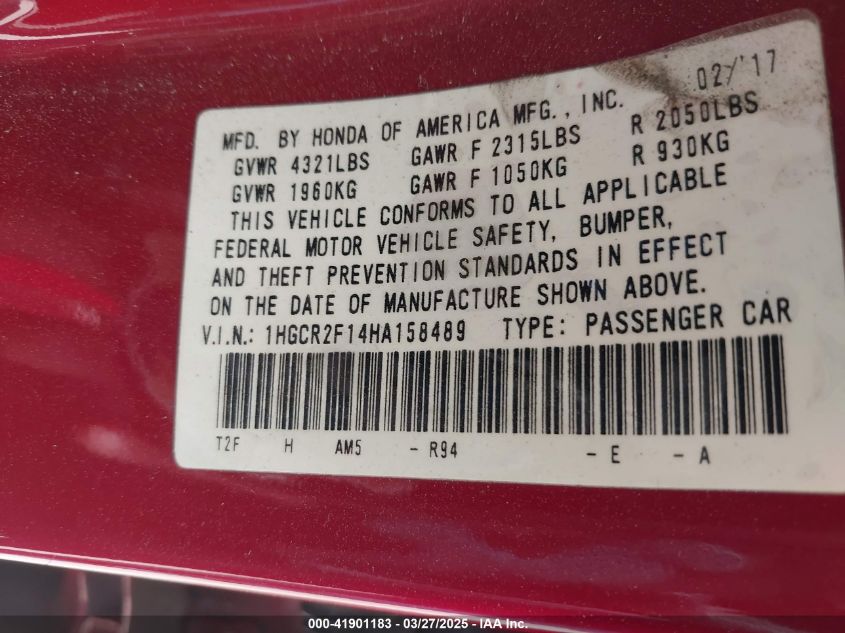 02/'17
MFD. BY HONDA OF AMERICA MFG., INC.
GVWR 4321LBS GAWR F 2315LBS R 2050LBS
GVWR 1960KG GAWR F 1050KG R 930KG
THIS VEHICLE CONFORMS TO ALL APPLICABLE
FEDERAL MOTOR VEHICLE SAFETY, BUMPER,
AND THEFT PREVENTION STANDARDS IN EFFECT
ON THE DATE OF MANUFACTURE SHOWN ABOVE.
V.I.N.: 1HGCR2F14HA158489 TYPE: PASSENGER CAR
T2F H AM5 - R94 - E - A
000-41901183 - 03/27/2025 - IAA Inc.